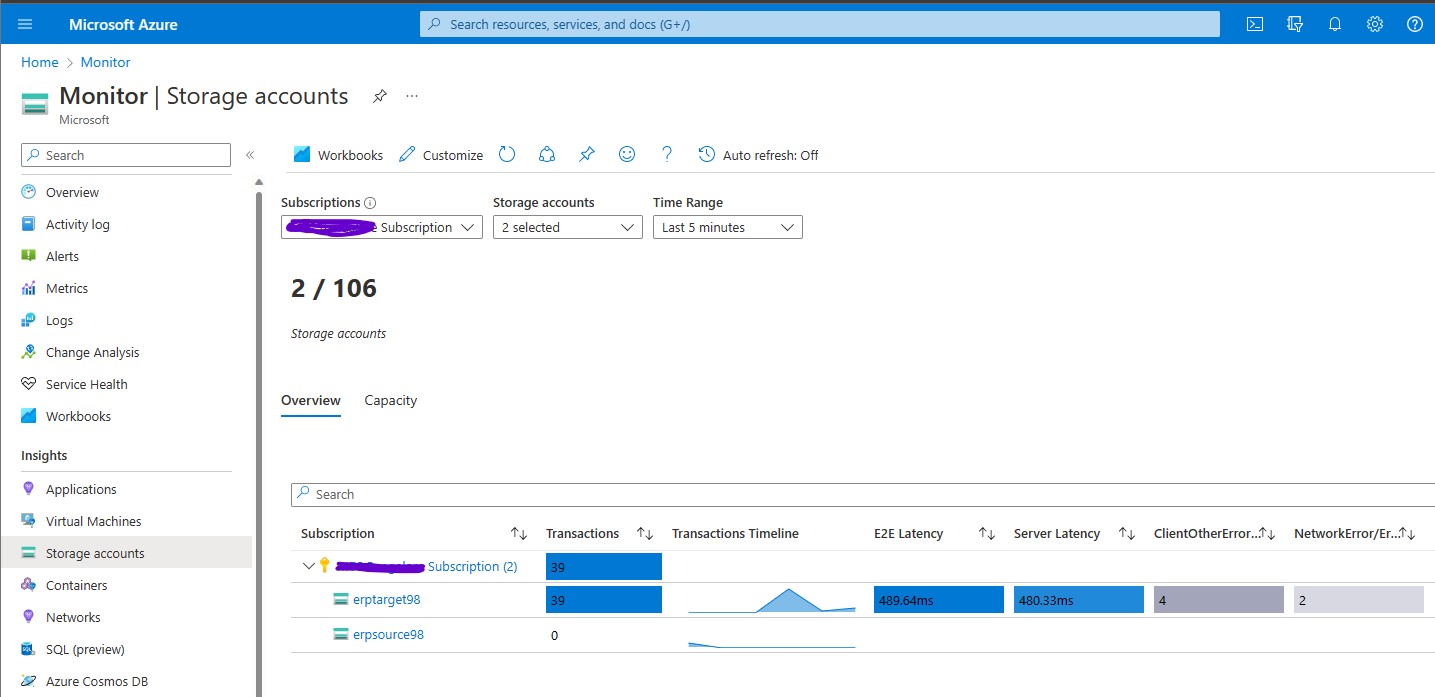 Microsoft Azure
Search resources, services, and docs (G+/)
Home > Monitor
Monitor | Storage accounts
Microsoft
Search
Overview
Activity log
Alerts
Metrics
Logs
Change Analysis
Service Health
Workbooks
Insights
Applications
Virtual Machines
Storage accounts
Containers
Networks
SQL (preview)
Azure Cosmos DB
Workbooks Customize Auto refresh: Off
Subscriptions Storage accounts Time Range
Subscription 2 selected Last 5 minutes
2 / 106
Storage accounts
Overview Capacity
Search
Subscription Transactions Transactions Timeline E2E Latency Server Latency ClientOtherError... NetworkError/Er...
Subscription (2) 39
erptarget98 39 489.64ms 480.33ms 4 2
erpsource98 0